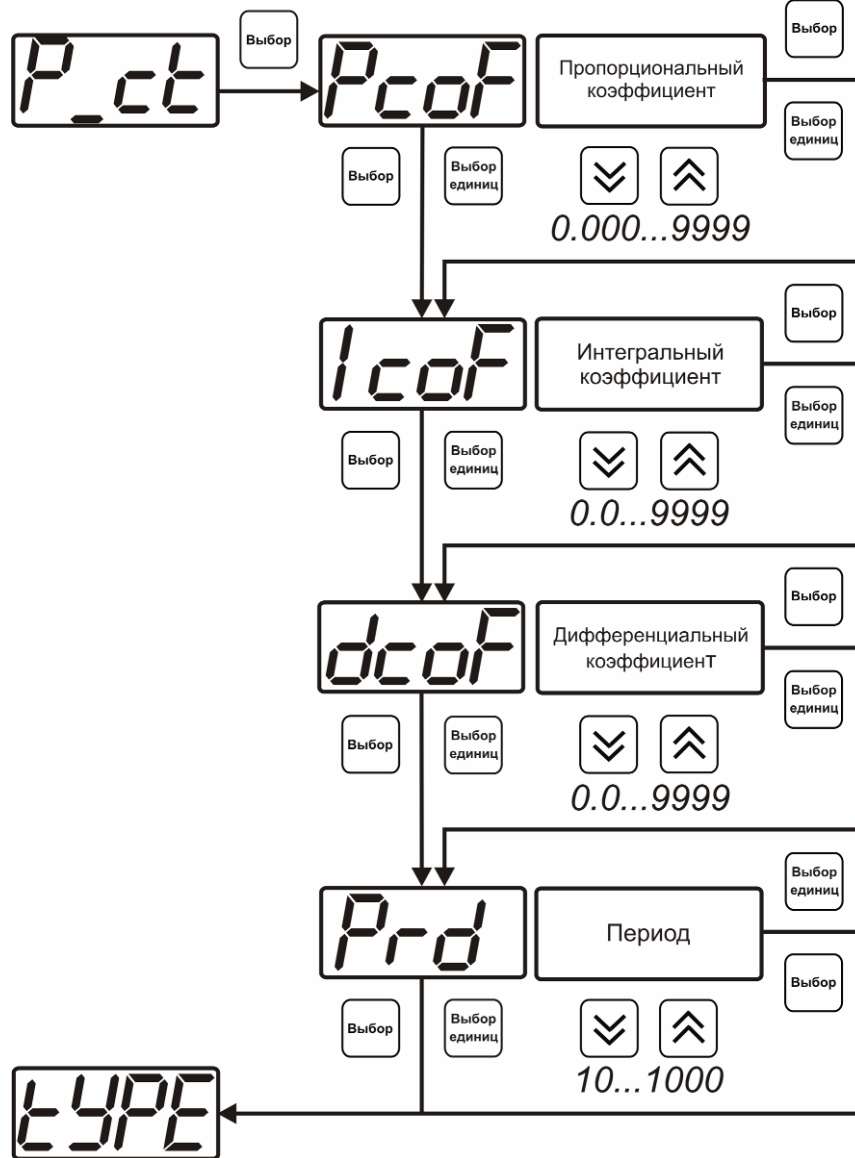 Выбор
Выбор
P_ct
PcoF
Пропорциональный
коэффициент
Выбор
единиц
Выбор
Выбор
единиц
0.000...9999
Выбор
IcoF
Интегральный
коэффициент
Выбор
единиц
Выбор
Выбор
единиц
0.0...9999
Выбор
dcoF
Дифференциальный
коэффициент
Выбор
единиц
Выбор
Выбор
единиц
0.0...9999
Выбор
единиц
Prd
Период
Выбор
Выбор
Выбор
единиц
10...1000
tYPE